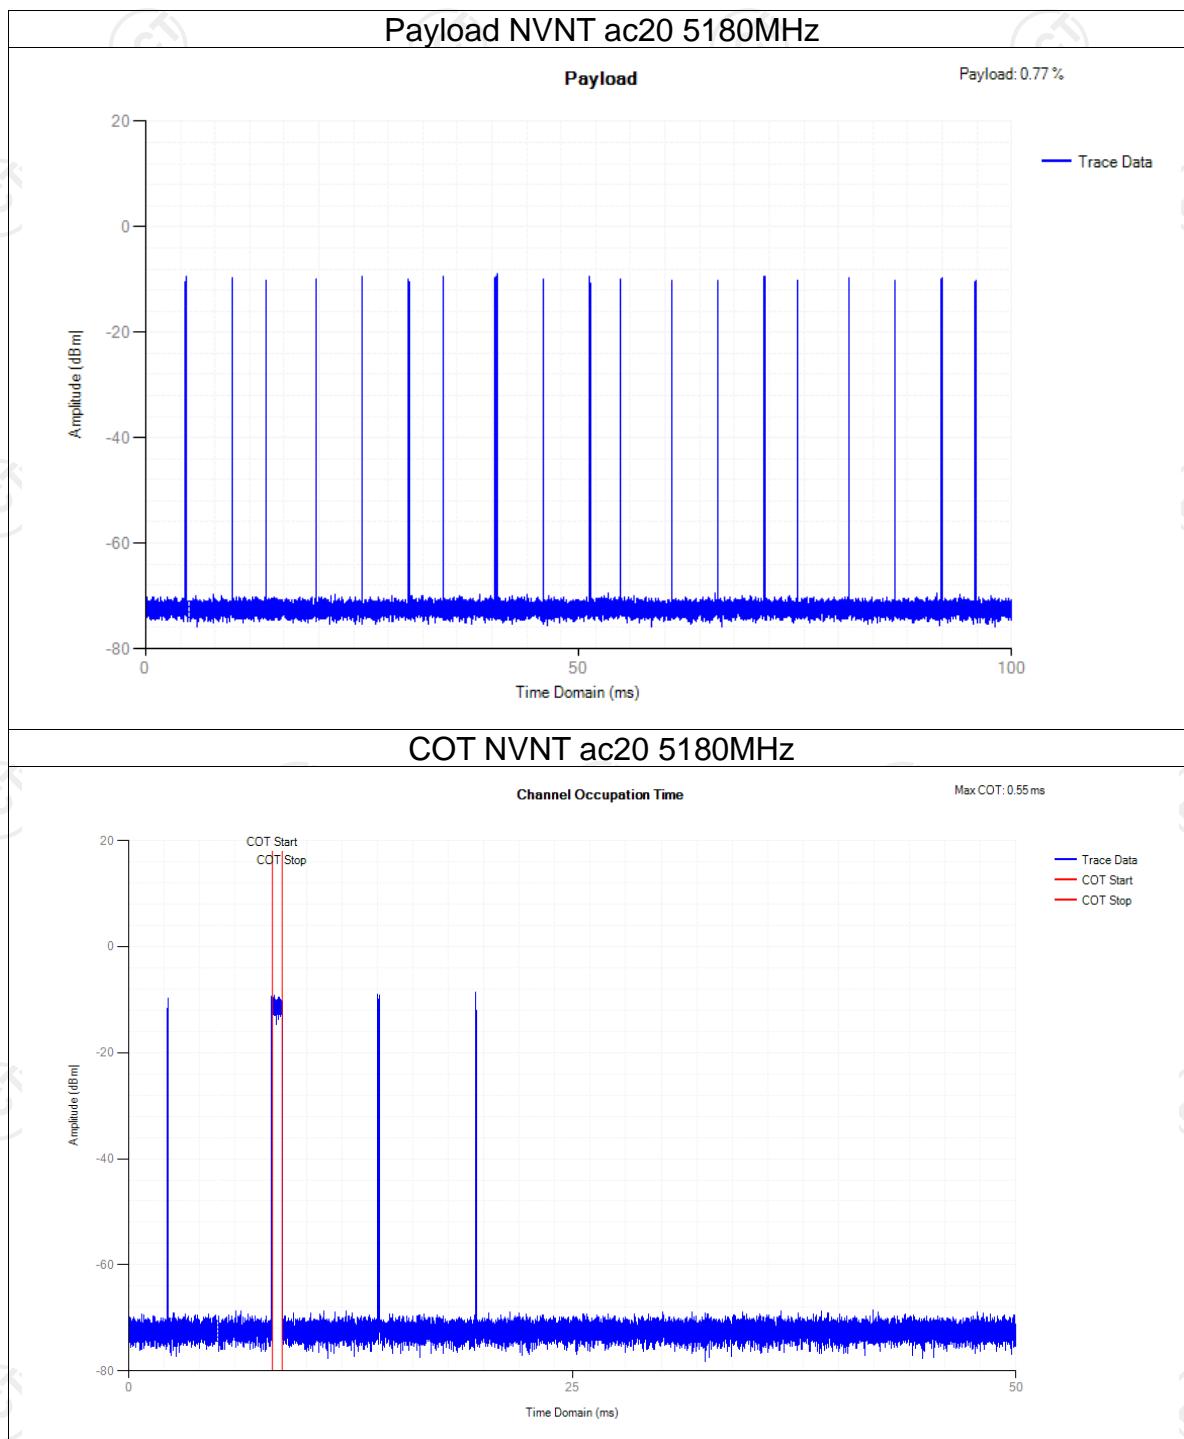 Payload NVNT ac20 5180MHz
Payload
Payload: 0.77 %
20
Trace Data
0
-20
Amplitude (dBm)
-40
-60
-80
0
50
100
Time Domain (ms)
COT NVNT ac20 5180MHz
Channel Occupation Time
Max COT: 0.55 ms
20
COT Start
COT Stop
Trace Data
COT Start
COT Stop
0
-20
Amplitude (dBm)
-40
-60
-80
0
25
50
Time Domain (ms)